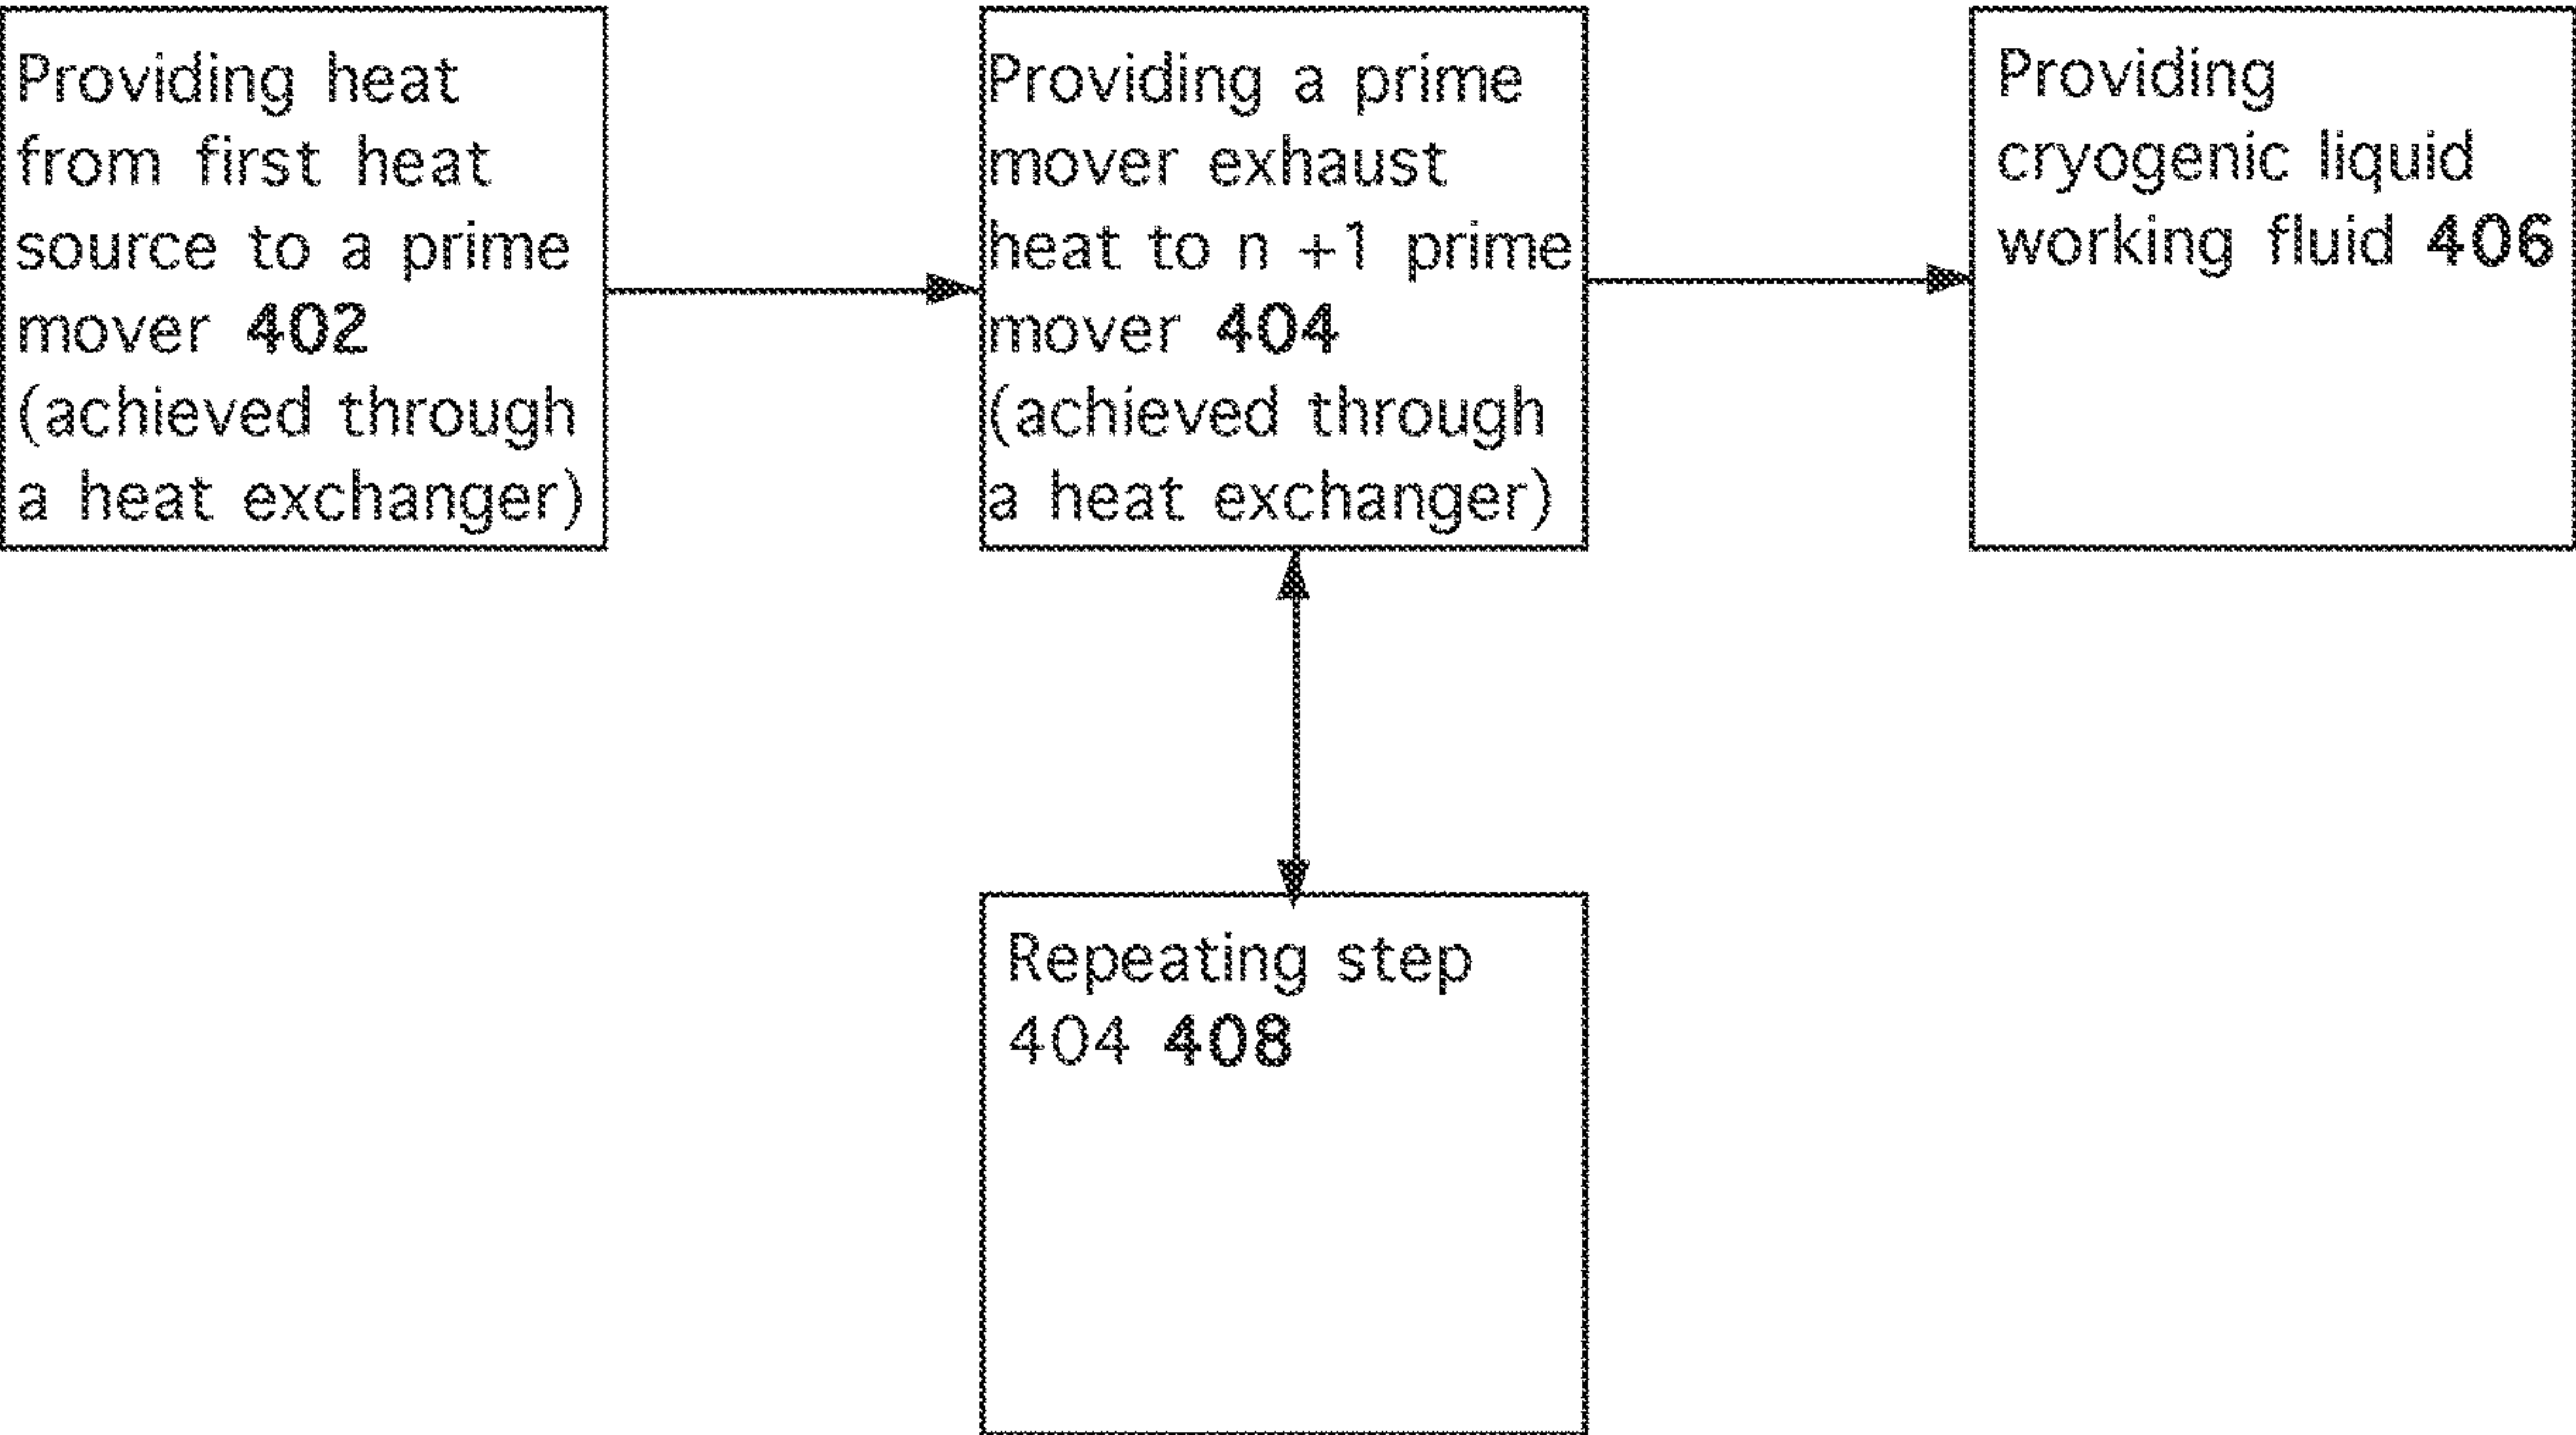 Providing heat
from first heat
source to a prime
mover 402
(achieved through
a heat exchanger)
Providing a prime
mover exhaust
heat to n +1 prime
mover 404
(achieved through
a heat exchanger)
Providing
cryogenic liquid
working fluid 406
Repeating step
404 408